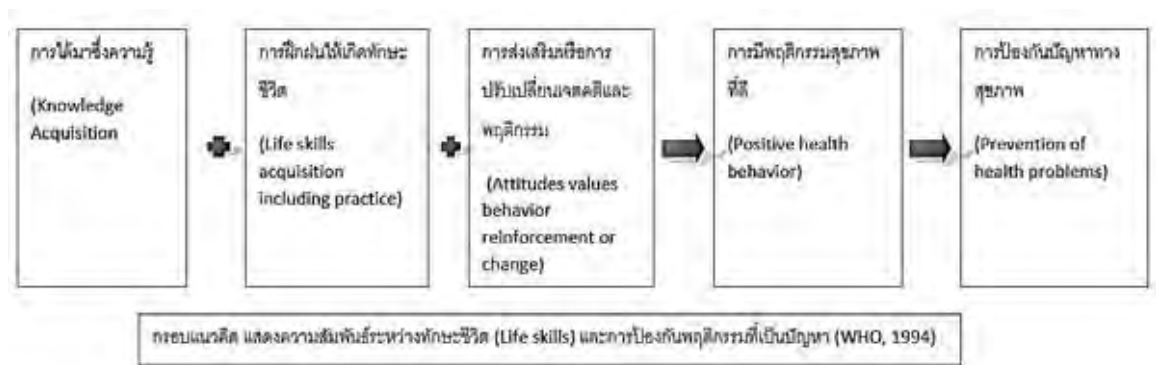 การได้มาซึ่งความรู้
(Knowledge
Acquisition
การฝึกฝนให้เกิดทักษะ
ชีวิต
(Life skills
acquisition
including practice)
การส่งเสริมหรือการ
ปรับเปลี่ยนเจตคติและ
พฤติกรรม
(Attitudes values
behavior
reinforcement or
change)
การมีพฤติกรรมสุขภาพ
ที่ดี
(Positive health
behavior)
การป้องกันปัญหาทาง
สุขภาพ
(Prevention of
health problems)
กรอบแนวคิด แสดงความสัมพันธ์ระหว่างทักษะชีวิต (Life skills) และการป้องกันพฤติกรรมที่เป็นปัญหา (WHO, 1994)